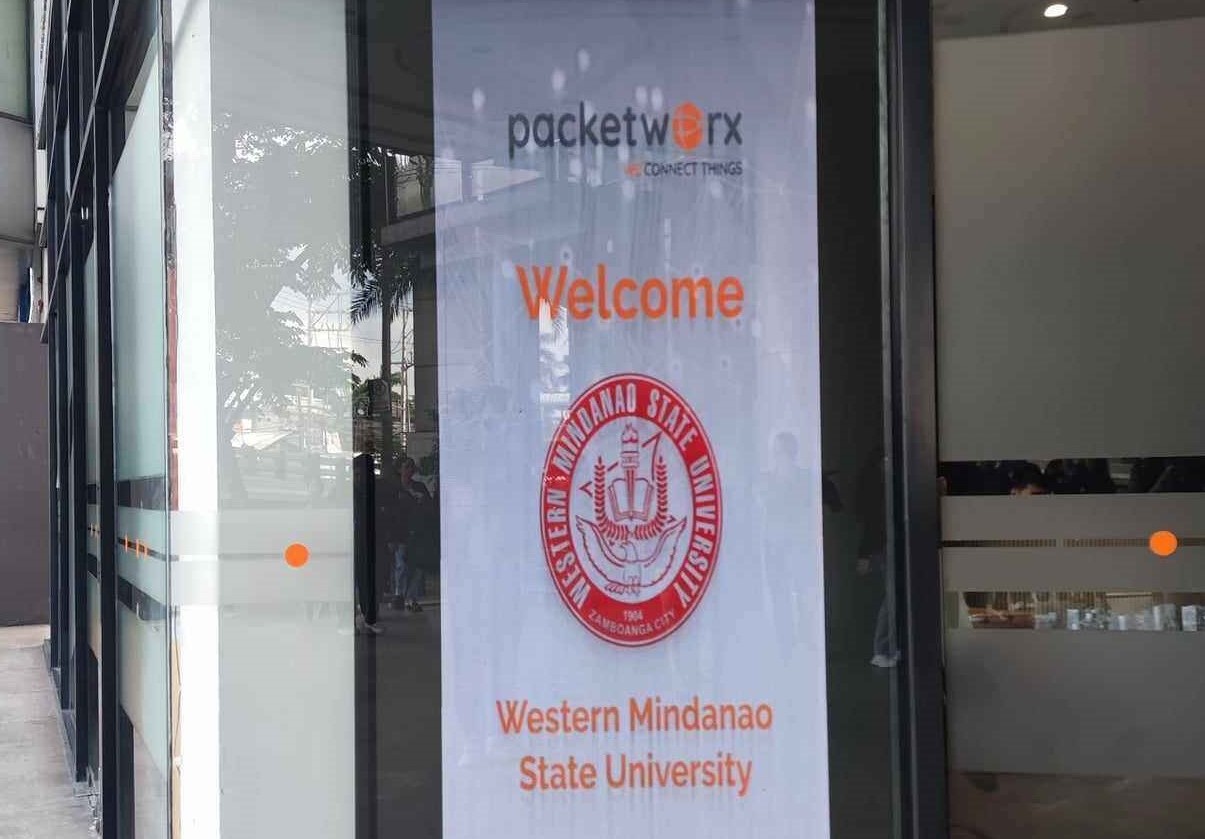 packetworx
WE CONNECT THINGS
Welcome
WESTERN MINDANAO STATE UNIVERSITY
1904
ZAMBOANGA CITY
Western Mindanao
State University